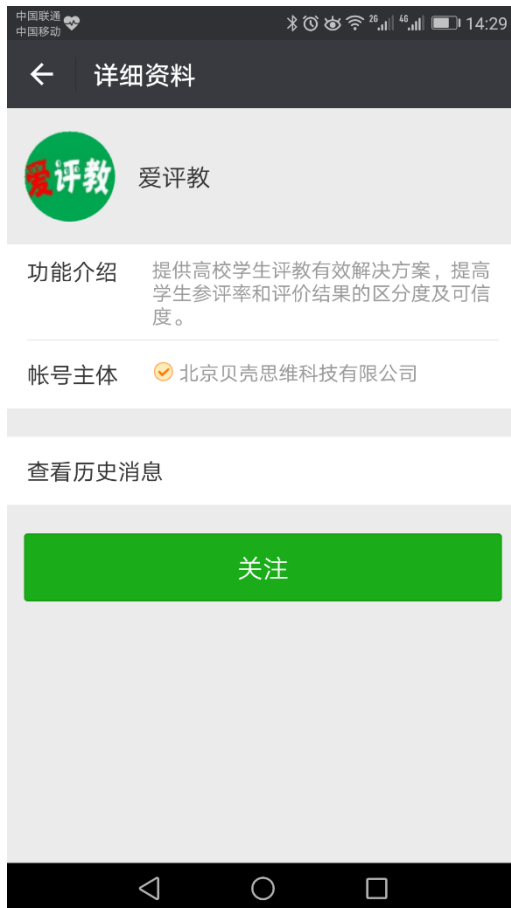 中国联通
中国移动
2G 4G 14:29
详细资料
爱评教
爱评教
功能介绍
提供高校学生评教有效解决方案，提高
学生参评率和评价结果的区分度及可信
度。
帐号主体
北京贝壳思维科技有限公司
查看历史消息
关注